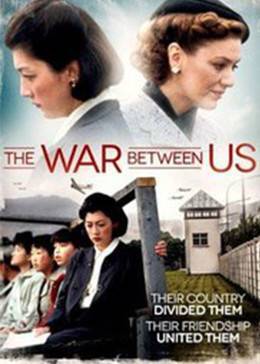 THE WAR BETWEEN US
THEIR COUNTRY
DIVIDED THEM
THEIR FRIENDSHIP
UNITED THEM